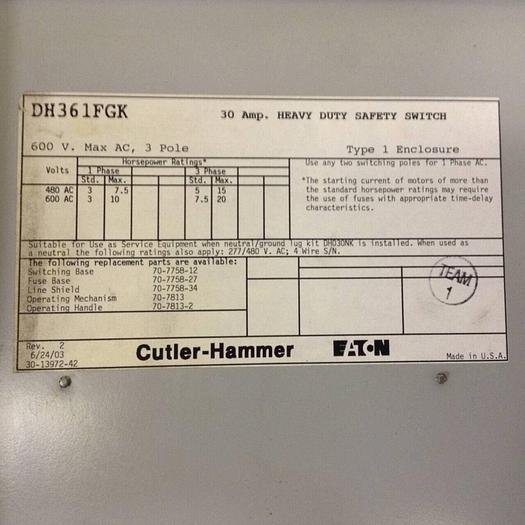 DH361FGK
30 Amp. HEAVY DUTY SAFETY SWITCH
600 V. Max AC, 3 Pole
Type 1 Enclosure
Horsepower Ratings*
Volts
1 Phase
3 Phase
Std. Max.
Std. Max.
480 AC 3 7.5 5 15
600 AC 3 10 7.5 20
Use any two switching poles for 1 Phase AC.
*The starting current of motors of more than
the standard horsepower ratings may require
the use of fuses with appropriate time-delay
characteristics.
Suitable for Use as Service Equipment when neutral/ground lug kit DH030NK is installed. When used as
a neutral the following ratings also apply: 277/480 V. AC; 4 Wire S/N.
The following replacement parts are available:
Switching Base 70-7758-12
Fuse Base 70-7758-27
Line Shield 70-7758-34
Operating Mechanism 70-7813
Operating Handle 70-7813-2
TEAM
1
Rev. 2
6/24/03
30-13972-42
Cutler-Hammer
EATON
Made in U.S.A.